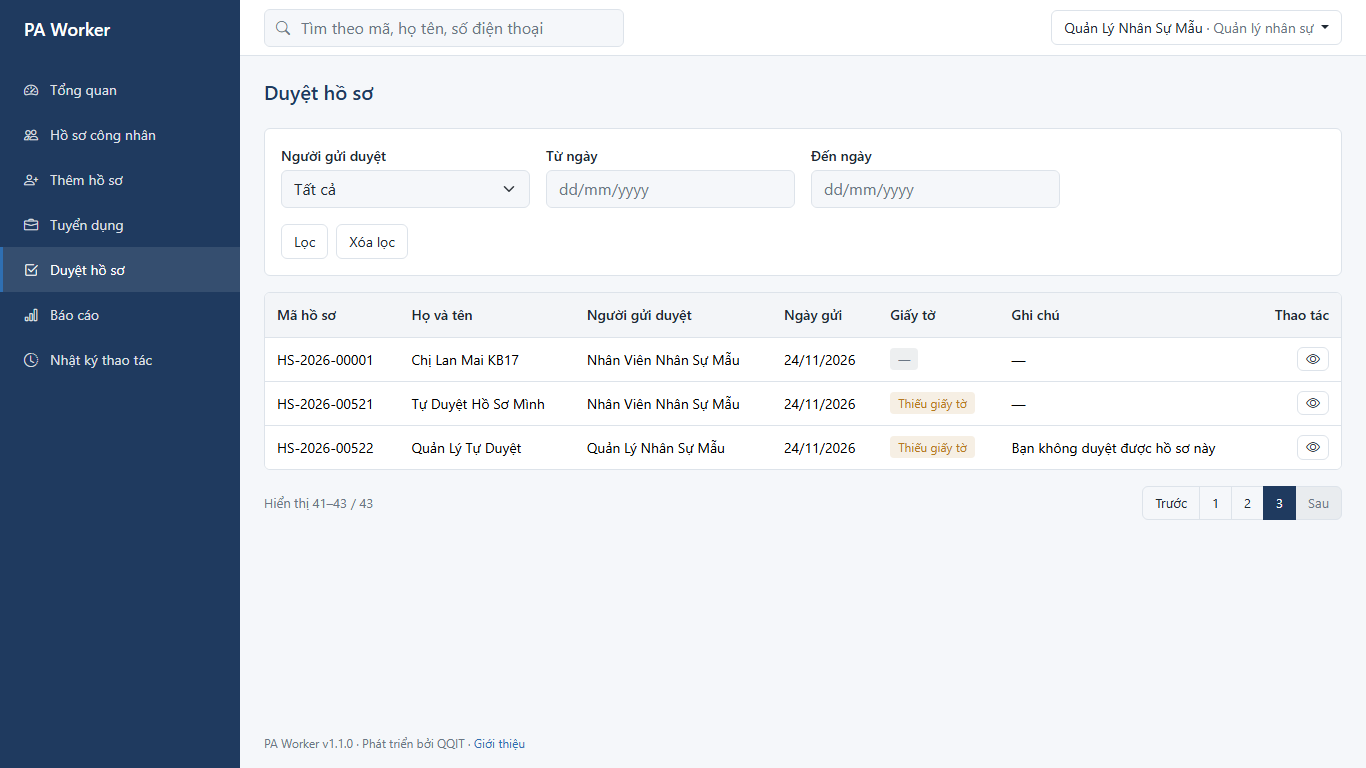 PA Worker
Tìm theo mã, họ tên, số điện thoại
Quản Lý Nhân Sự Mẫu · Quản lý nhân sự
Tổng quan
Hồ sơ công nhân
Thêm hồ sơ
Tuyển dụng
Duyệt hồ sơ
Báo cáo
Nhật ký thao tác
Duyệt hồ sơ
Người gửi duyệt Từ ngày Đến ngày
Tất cả dd/mm/yyyy dd/mm/yyyy
Lọc Xóa lọc
Mã hồ sơ Họ và tên Người gửi duyệt Ngày gửi Giấy tờ Ghi chú Thao tác
HS-2026-00001 Chị Lan Mai KB17 Nhân Viên Nhân Sự Mẫu 24/11/2026 — —
HS-2026-00521 Tự Duyệt Hồ Sơ Mình Nhân Viên Nhân Sự Mẫu 24/11/2026 Thiếu giấy tờ —
HS-2026-00522 Quản Lý Tự Duyệt Quản Lý Nhân Sự Mẫu 24/11/2026 Thiếu giấy tờ Bạn không duyệt được hồ sơ này
Hiển thị 41–43 / 43
Trước 1 2 3 Sau
PA Worker v1.1.0 · Phát triển bởi QQIT · Giới thiệu